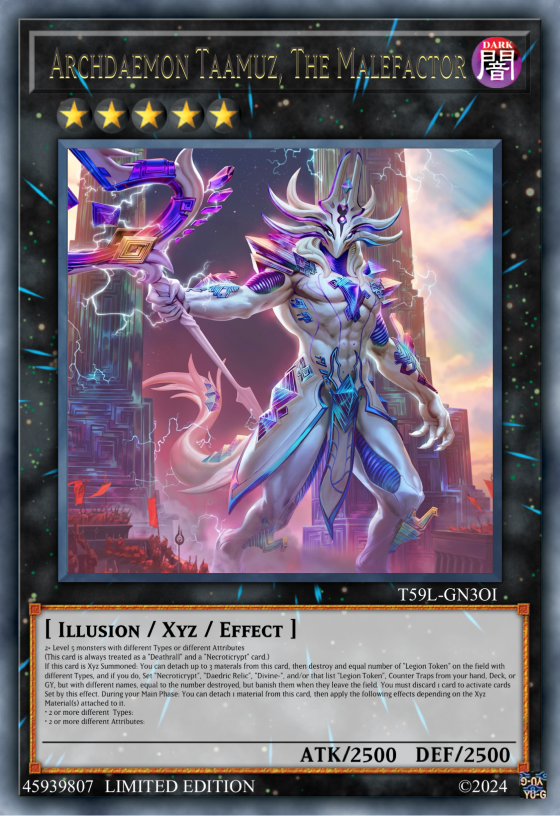 ARCHDAEMON TAAMUZ, THE MALEFACTOR
DARK
闇
T59L-GN3OI
[ ILLUSION / XYZ / EFFECT ]
2+ Level 5 monsters with different Types or different Attributes
(This card is always treated as a "Deathrall" and a "Necroticrypt" card.)
If this card is Xyz Summoned: You can detach up to 3 materals from this card, then destroy and equal number of "Legion Token" on the field with
different Types, and if you do, Set "Necroticrypt", "Daedric Relic", "Divine-", and/or that list "Legion Token", Counter Traps from your hand, Deck, or
GY, but with different names, equal to the number destroyed, but banish them when they leave the field. You must discard 1 card to activate cards
Set by this effect. During your Main Phase: You can detach 1 material from this card, then apply the following effects depending on the Xyz
Material(s) attached to it.
• 2 or more different Types:
• 2 or more different Attributes:
ATK/2500 DEF/2500
45939807 LIMITED EDITION ©2024